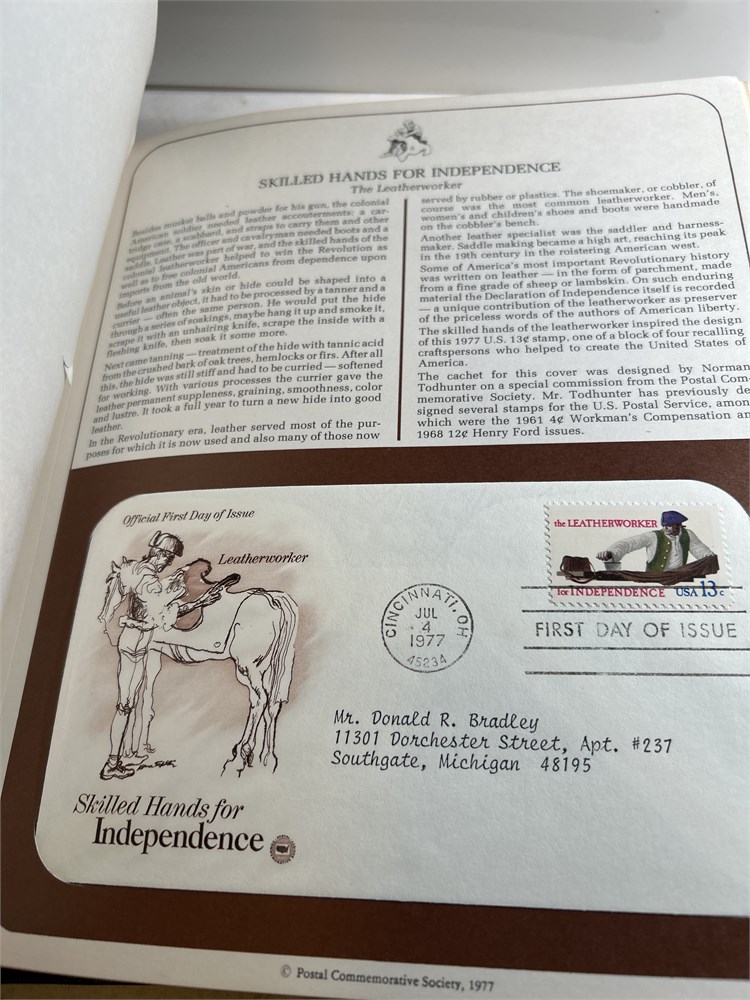 SKILLED HANDS FOR INDEPENDENCE
The Leatherworker
Besides musket balls and powder for his gun, the colonial
American soldier needed leather accouterments: a car-
tridge case, a scabbard, and straps to carry them and other
equipment. The officer and cavalryman needed boots and a
saddle. Leather was part of war, and the skilled hands of the
colonial leatherworker helped to win the Revolution as
well as to free colonial Americans from dependence upon
imports from the old world.
Before an animal's skin or hide could be shaped into a
useful leather object, it had to be processed by a tanner and a
currier — often the same person. He would put the hide
through a series of soakings, maybe hang it up and smoke it,
scrape it with an unhairing knife, scrape the inside with a
fleshing knife, then soak it some more.
Next came tanning — treatment of the hide with tannic acid
from the crushed bark of oak trees, hemlocks or firs. After all
this, the hide was still stiff and had to be curried — softened
for working. With various processes the currier gave the
leather permanent suppleness, graining, smoothness, color
and lustre. It took a full year to turn a new hide into good
leather.
In the Revolutionary era, leather served most of the pur-
poses for which it is now used and also many of those now
served by rubber or plastics. The shoemaker, or cobbler, of
course was the most common leatherworker. Men's,
women's and children's shoes and boots were handmade
on the cobbler's bench.
Another leather specialist was the saddler and harness-
maker. Saddle making became a high art, reaching its peak
in the 19th century in the roistering American west.
Some of America's most important Revolutionary history
was written on leather — in the form of parchment, made
from a fine grade of sheep or lambskin. On such enduring
material the Declaration of Independence itself is recorded
— a unique contribution of the leatherworker as preserver
of the priceless words of the authors of American liberty.
The skilled hands of the leatherworker inspired the design
of this 1977 U.S. 13¢ stamp, one of a block of four recalling
craftspersons who helped to create the United States of
America.
The cachet for this cover was designed by Norman
Todhunter on a special commission from the Postal Com-
memorative Society. Mr. Todhunter has previously de
signed several stamps for the U.S. Postal Service, amon
which were the 1961 4¢ Workman's Compensation an
1968 12¢ Henry Ford issues.
Official First Day of Issue
Leatherworker
the LEATHERWORKER
for INDEPENDENCE USA 13c
CINCINNATI, OH
JUL
4
1977
45234
FIRST DAY OF ISSUE
Mr. Donald R. Bradley
11301 Dorchester Street, Apt. #237
Southgate, Michigan 48195
Skilled Hands for
Independence
© Postal Commemorative Society, 1977